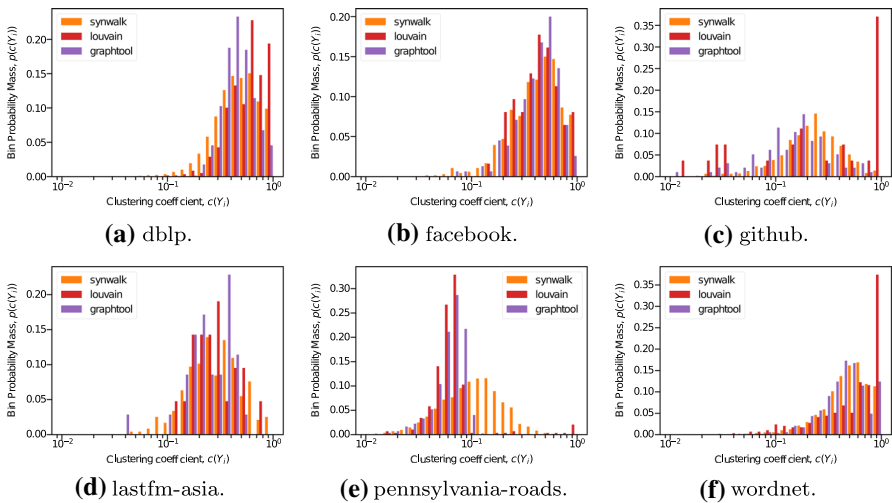 synwalk
louvain
graphtool
Bin Probability Mass, p(c(Yᵢ))
0.20
0.15
0.10
0.05
0.00
10⁻²
10⁻¹
10⁰
Clustering coefficient, c(Yᵢ)
(a) dblp.
synwalk
louvain
graphtool
Bin Probability Mass, p(c(Yᵢ))
0.20
0.15
0.10
0.05
0.00
10⁻²
10⁻¹
10⁰
Clustering coefficient, c(Yᵢ)
(b) facebook.
synwalk
louvain
graphtool
Bin Probability Mass, p(c(Yᵢ))
0.35
0.30
0.25
0.20
0.15
0.10
0.05
0.00
10⁻²
10⁻¹
10⁰
Clustering coefficient, c(Yᵢ)
(c) github.
synwalk
louvain
graphtool
Bin Probability Mass, p(c(Yᵢ))
0.20
0.15
0.10
0.05
0.00
10⁻²
10⁻¹
10⁰
Clustering coefficient, c(Yᵢ)
(d) lastfm-asia.
synwalk
louvain
graphtool
Bin Probability Mass, p(c(Yᵢ))
0.35
0.30
0.25
0.20
0.15
0.10
0.05
0.00
10⁻²
10⁻¹
10⁰
Clustering coefficient, c(Yᵢ)
(e) pennsylvania-roads.
synwalk
louvain
graphtool
Bin Probability Mass, p(c(Yᵢ))
0.35
0.30
0.25
0.20
0.15
0.10
0.05
0.00
10⁻²
10⁻¹
10⁰
Clustering coefficient, c(Yᵢ)
(f) wordnet.